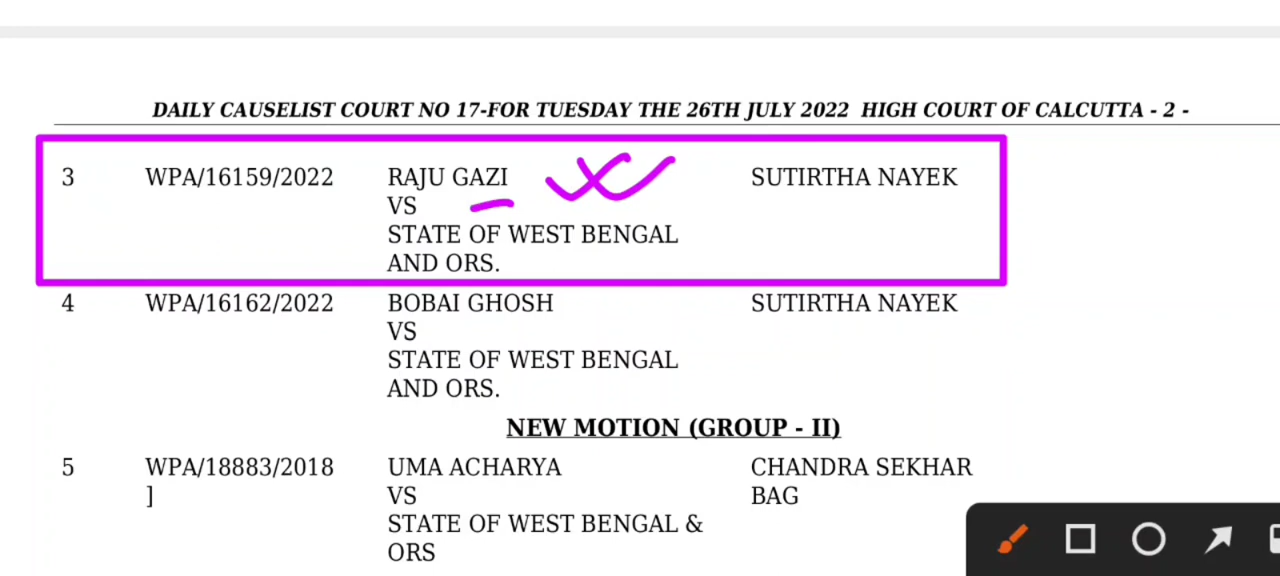 DAILY CAUSELIST COURT NO 17-FOR TUESDAY THE 26TH JULY 2022 HIGH COURT OF CALCUTTA - 2 -
3 WPA/16159/2022 RAJU GAZI SUTIRTHA NAYEK
VS
STATE OF WEST BENGAL
AND ORS.
4 WPA/16162/2022 BOBAI GHOSH SUTIRTHA NAYEK
VS
STATE OF WEST BENGAL
AND ORS.
NEW MOTION (GROUP - II)
5 WPA/18883/2018 UMA ACHARYA CHANDRA SEKHAR
] VS BAG
STATE OF WEST BENGAL &
ORS